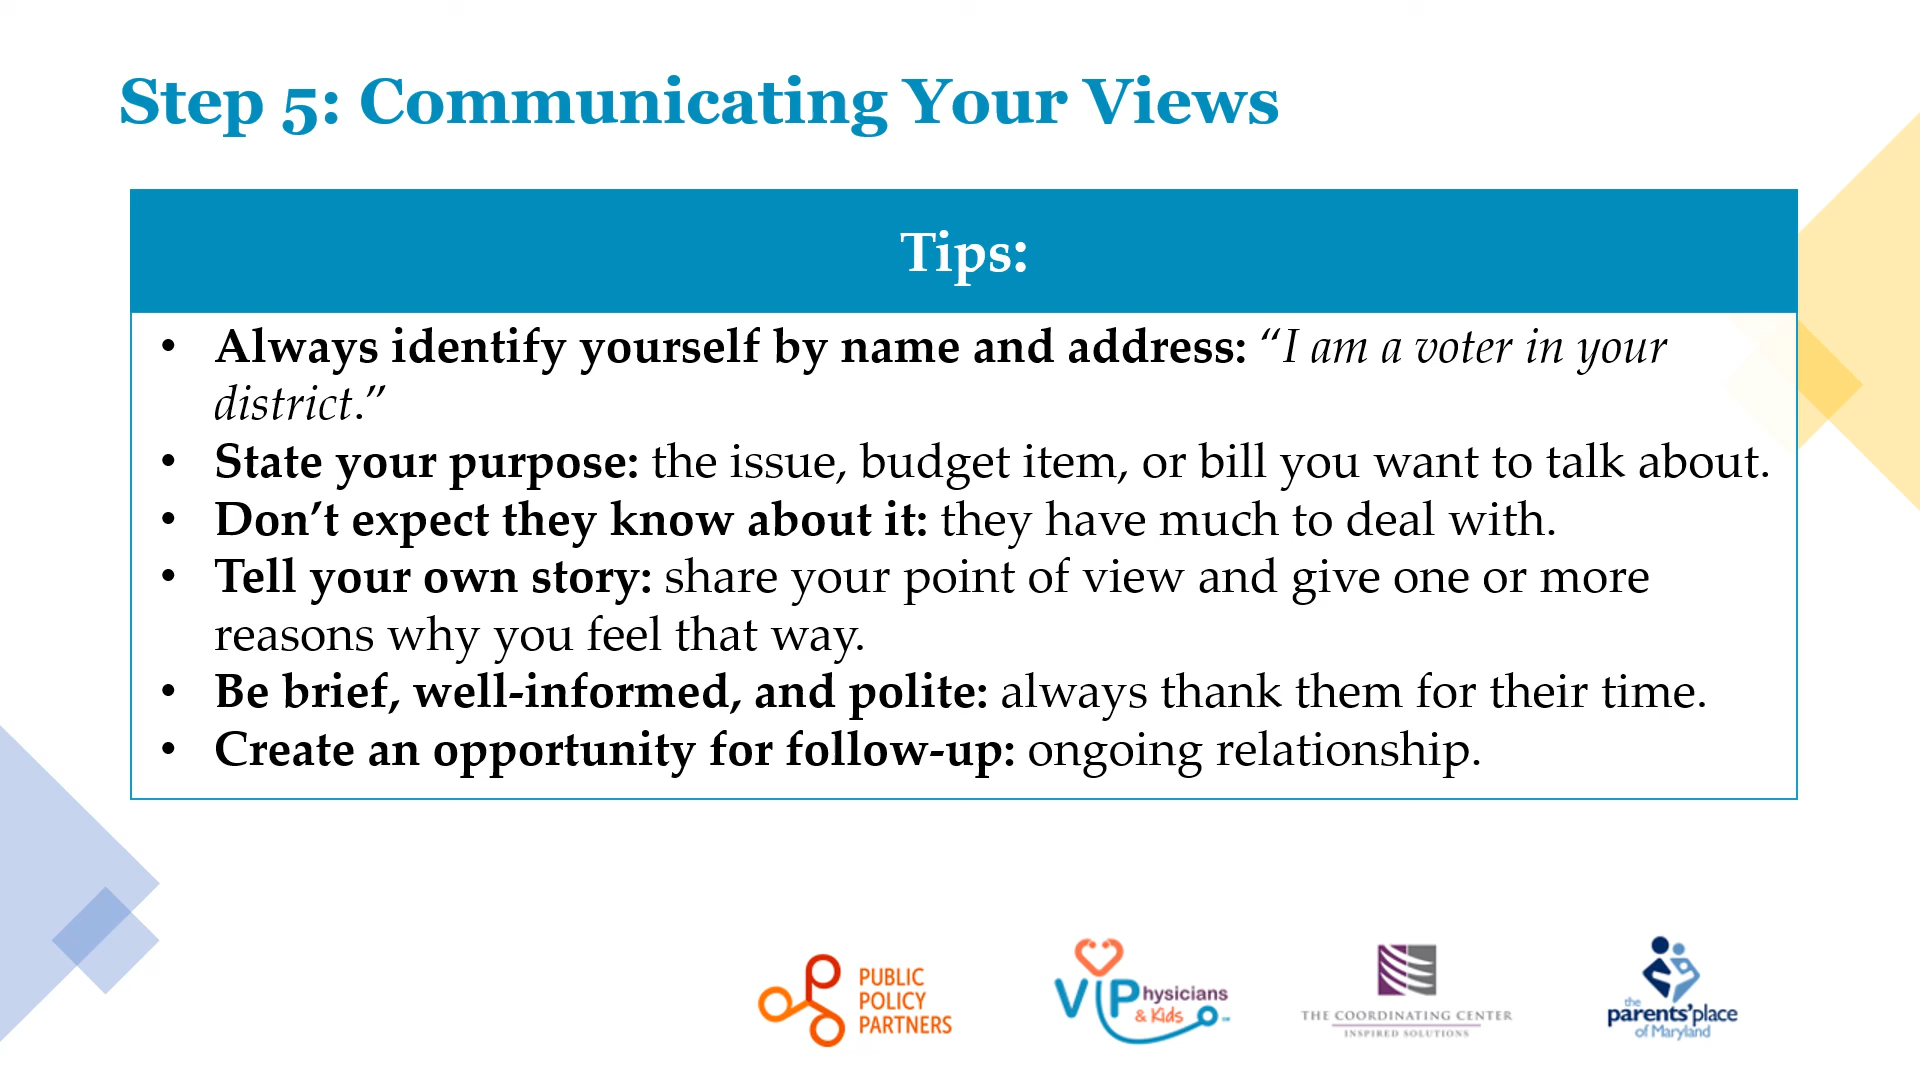 Step 5: Communicating Your Views
Tips:
• Always identify yourself by name and address: “I am a voter in your
district.”
• State your purpose: the issue, budget item, or bill you want to talk about.
• Don’t expect they know about it: they have much to deal with.
• Tell your own story: share your point of view and give one or more
reasons why you feel that way.
• Be brief, well-informed, and polite: always thank them for their time.
• Create an opportunity for follow-up: ongoing relationship.
PUBLIC
POLICY
PARTNERS
VIPhysicians
& Kids
THE COORDINATING CENTER
INSPIRED SOLUTIONS
the
parents’place
of Maryland